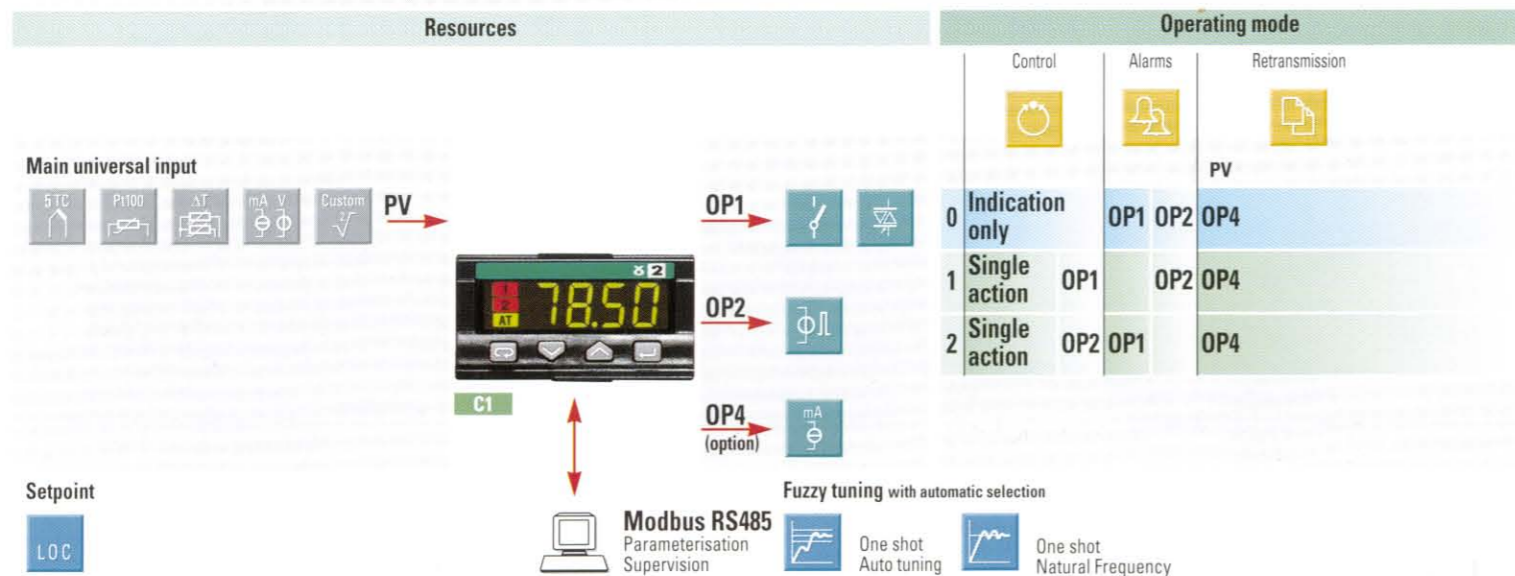 Resources
Operating mode
Control
Alarms
Retransmission
Main universal input
PV
5TC
Pt100
ΔT
mA V
Custom
2√
PV
OP1
0 Indication only OP1 OP2 OP4
1 Single action OP1 OP2 OP4
2 Single action OP2 OP1 OP4
2
1
2
AT
78.50
OP2
C1
OP4
(option)
mA
Setpoint
LOC
Modbus RS485
Parameterisation
Supervision
Fuzzy tuning with automatic selection
One shot
Auto tuning
One shot
Natural Frequency